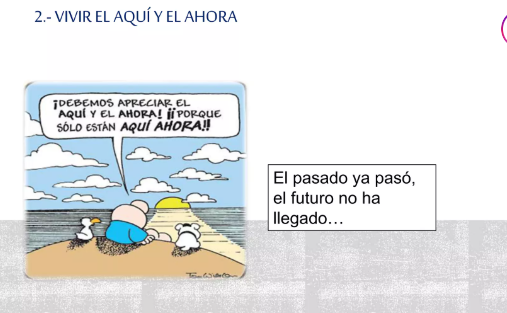 2.- VIVIR EL AQUÍ Y EL AHORA
¡DEBEMOS APRECIAR EL
AQUÍ Y EL AHORA! ¡¡PORQUE
SÓLO ESTÁN AQUÍ AHORA!!
El pasado ya pasó,
el futuro no ha
llegado…